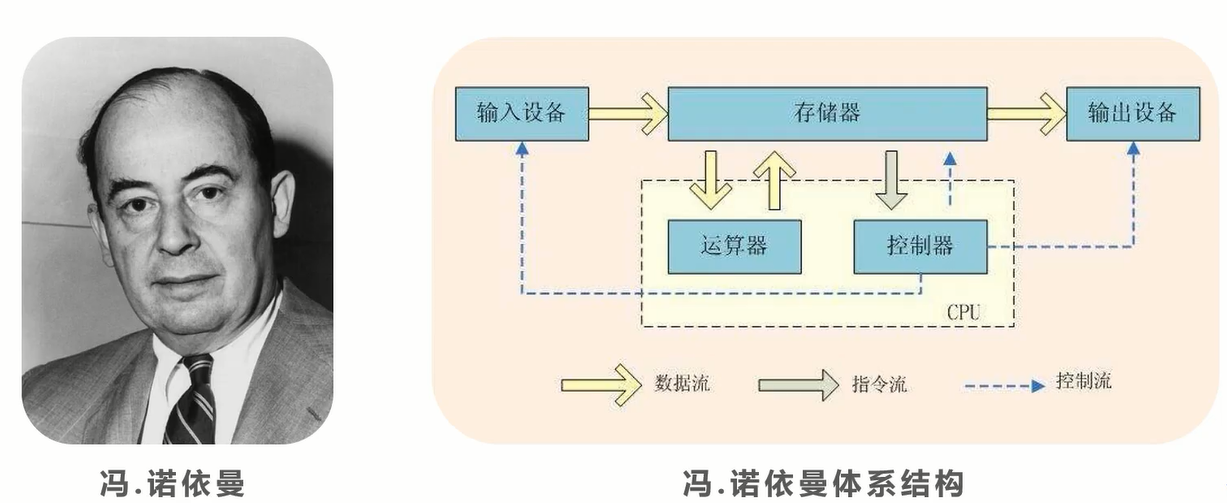 输入设备
存储器
输出设备
运算器
控制器
CPU
数据流
指令流
控制流
冯.诺依曼
冯.诺依曼体系结构